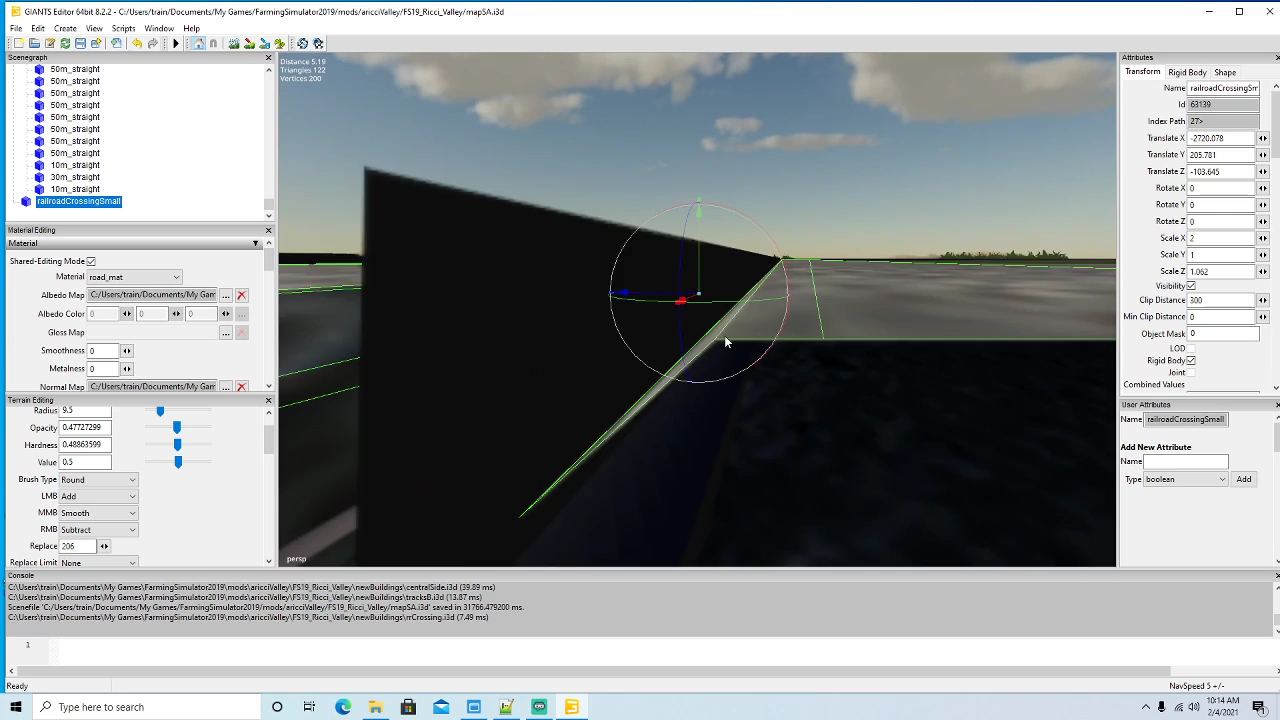 GIANTS Editor 64bit 8.2.2 - C:/Users/train/Documents/My Games/FarmingSimulator2019/mods/aricciValley/FS19_Ricci_Valley/mapSA.i3d
File Edit Create View Scripts Window Help
Scenegraph
50m_straight
50m_straight
50m_straight
50m_straight
50m_straight
50m_straight
50m_straight
50m_straight
10m_straight
30m_straight
10m_straight
railroadCrossingSmall
Material Editing
Material
Shared-Editing Mode
Material road_mat
Albedo Map C:/Users/train/Documents/My Gam ...
Albedo Color 0 0 0 ...
Gloss Map ...
Smoothness 0
Metalness 0
Normal Map C:/Users/train/Documents/My Gam ...
Terrain Editing
Radius 9.5
Opacity 0.47727299
Hardness 0.48863599
Value 0.5
Brush Type Round
LMB Add
MMB Smooth
RMB Subtract
Replace 206
Replace Limit None
Distance 5.19
Triangles 122
Vertices 200
persp
Attributes
Transform Rigid Body Shape
Name railroadCrossingSm
Id 63139
Index Path 27>
Translate X -2720.078
Translate Y 205.781
Translate Z -103.645
Rotate X 0
Rotate Y 0
Rotate Z 0
Scale X 2
Scale Y 1
Scale Z 1.062
Visibility
Clip Distance 300
Min Clip Distance 0
Object Mask 0
LOD
Rigid Body
Joint
Combined Values
User Attributes
Name railroadCrossingSmall
Add New Attribute
Name
Type boolean Add
Console
C:\Users\train\Documents\My Games\FarmingSimulator2019\mods\aricciValley\FS19_Ricci_Valley\newBuildings\centralSide.i3d (39.89 ms)
C:\Users\train\Documents\My Games\FarmingSimulator2019\mods\aricciValley\FS19_Ricci_Valley\newBuildings\tracksB.i3d (13.87 ms)
Scenefile 'C:/Users/train/Documents/My Games/FarmingSimulator2019/mods/aricciValley/FS19_Ricci_Valley/mapSA.i3d' saved in 31766.479200 ms.
C:\Users\train\Documents\My Games\FarmingSimulator2019\mods\aricciValley\FS19_Ricci_Valley\newBuildings\rrCrossing.i3d (7.49 ms)
1
Ready
NavSpeed 5 +/-
Type here to search
10:14 AM
2/4/2021